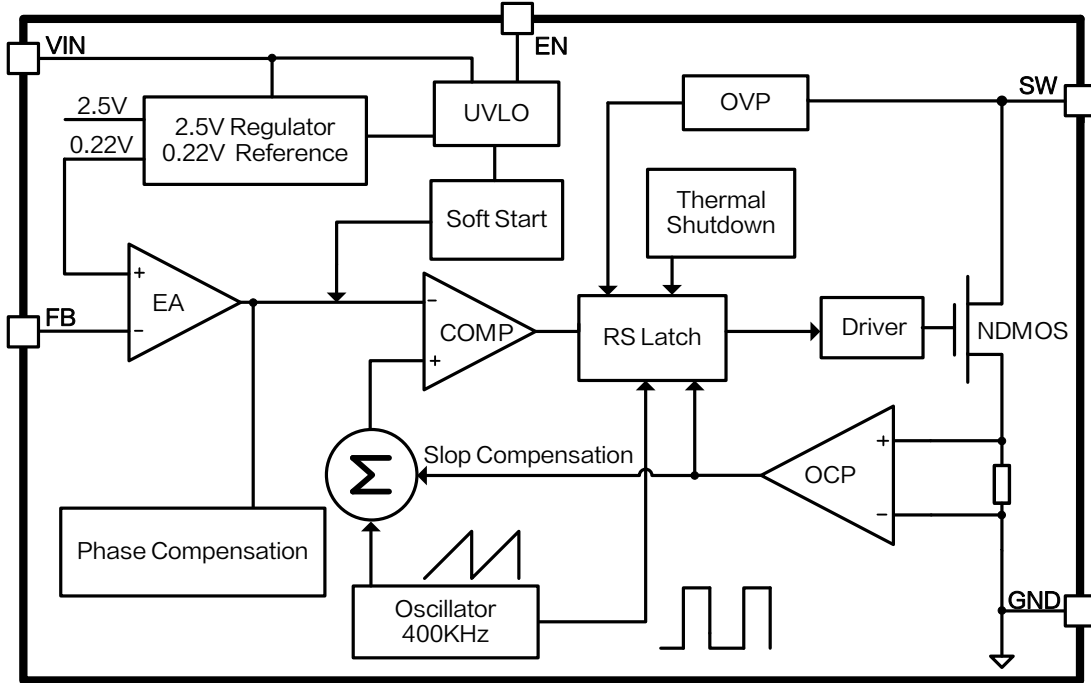 VIN
EN
SW
2.5V
0.22V
2.5V Regulator
0.22V Reference
UVLO
OVP
Soft Start
Thermal
Shutdown
+
EA
−
FB
−
COMP
+
RS Latch
Driver
NDMOS
Σ
Slop Compensation
+
OCP
−
Phase Compensation
Oscillator
400KHz
GND